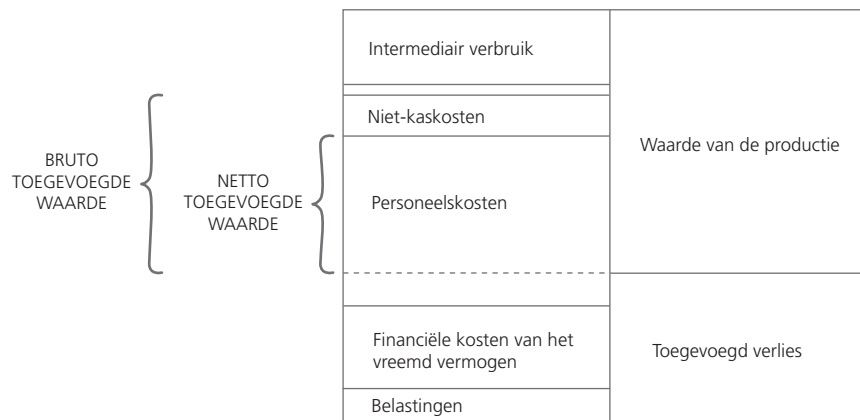 Intermediair verbruik
Niet-kaskosten
Waarde van de productie
BRUTO
TOEGEVOEGDE
WAARDE
NETTO
TOEGEVOEGDE
WAARDE
Personeelskosten
Financiële kosten van het
vreemd vermogen
Toegevoegd verlies
Belastingen